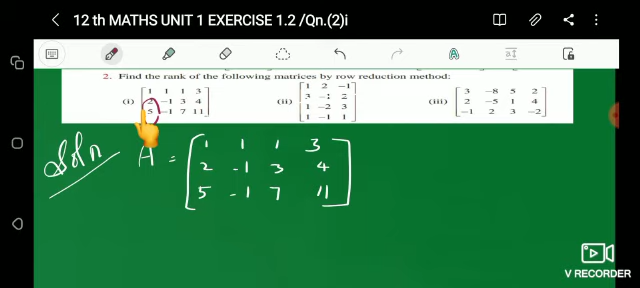 12 th MATHS UNIT 1 EXERCISE 1.2 /Qn.(2)i
2. Find the rank of the following matrices by row reduction method:
(i) [1 1 1 3
2 -1 3 4
5 -1 7 11]
(ii) [1 2 -1
3 -1 2
1 -2 3
1 -1 1]
(iii) [3 -8 5 2
2 -5 1 4
-1 2 3 -2]
Soln
A = [1 1 1 3
2 -1 3 4
5 -1 7 11]
V RECORDER